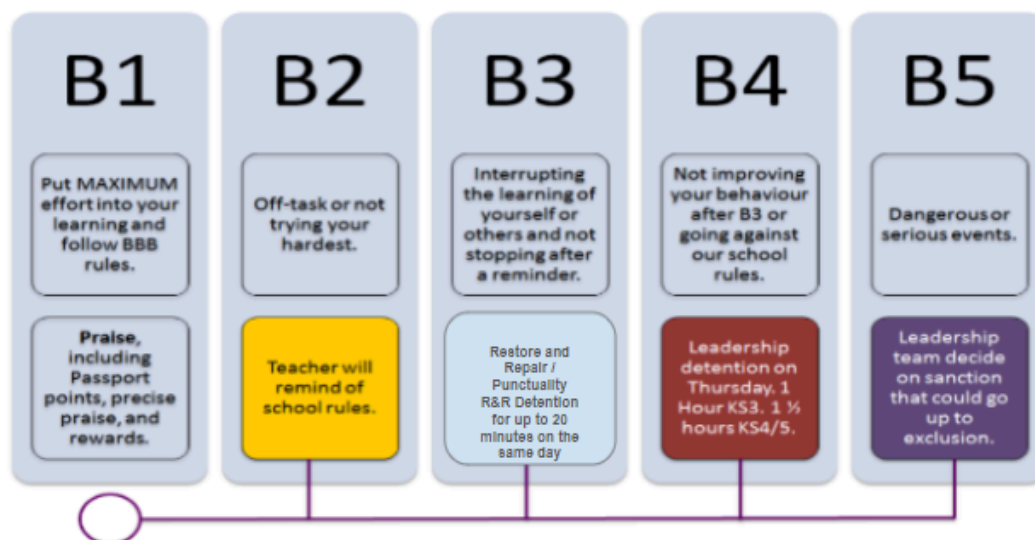 B1
Put MAXIMUM
effort into your
learning and
follow BBB
rules.
Praise,
including
Passport
points, precise
praise, and
rewards.
B2
Off-task or not
trying your
hardest.
Teacher will
remind of
school rules.
B3
Interrupting
the learning of
yourself or
others and not
stopping after
a reminder.
Restore and
Repair /
Punctuality
R&R Detention
for up to 20
minutes on the
same day
B4
Not improving
your behaviour
after B3 or
going against
our school
rules.
Leadership
detention on
Thursday. 1
Hour KS3. 1 ½
hours KS4/5.
B5
Dangerous or
serious events.
Leadership
team decide
on sanction
that could go
up to
exclusion.